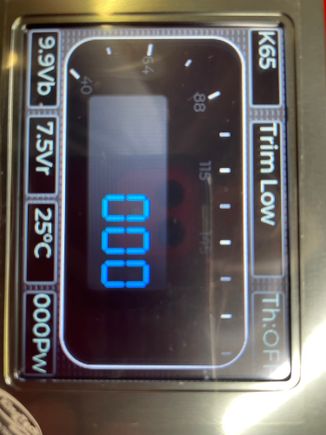 K65 Trim Low Th:OF
40 64 88 115
000
9.9Vb 7.5Vr 25°C 000Pw